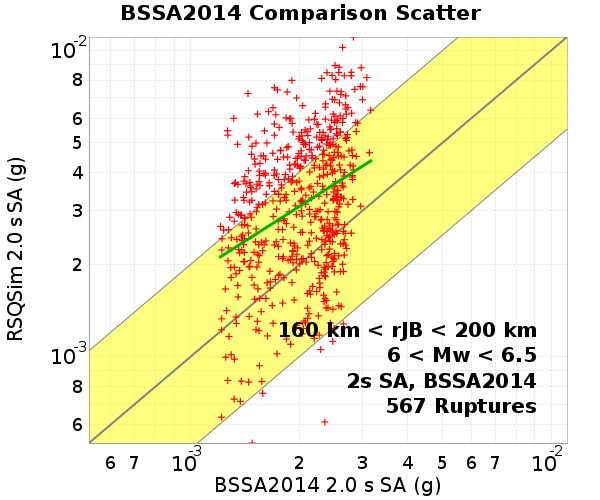 BSSA2014 Comparison Scatter
RSQSim 2.0 s SA (g)
10-2
8
6
5
4
3
2
10-3
8
6
160 km < rJB < 200 km
6 < Mw < 6.5
2s SA, BSSA2014
567 Ruptures
6 7 10-3 2 3 4 5 6 7 10-2
BSSA2014 2.0 s SA (g)